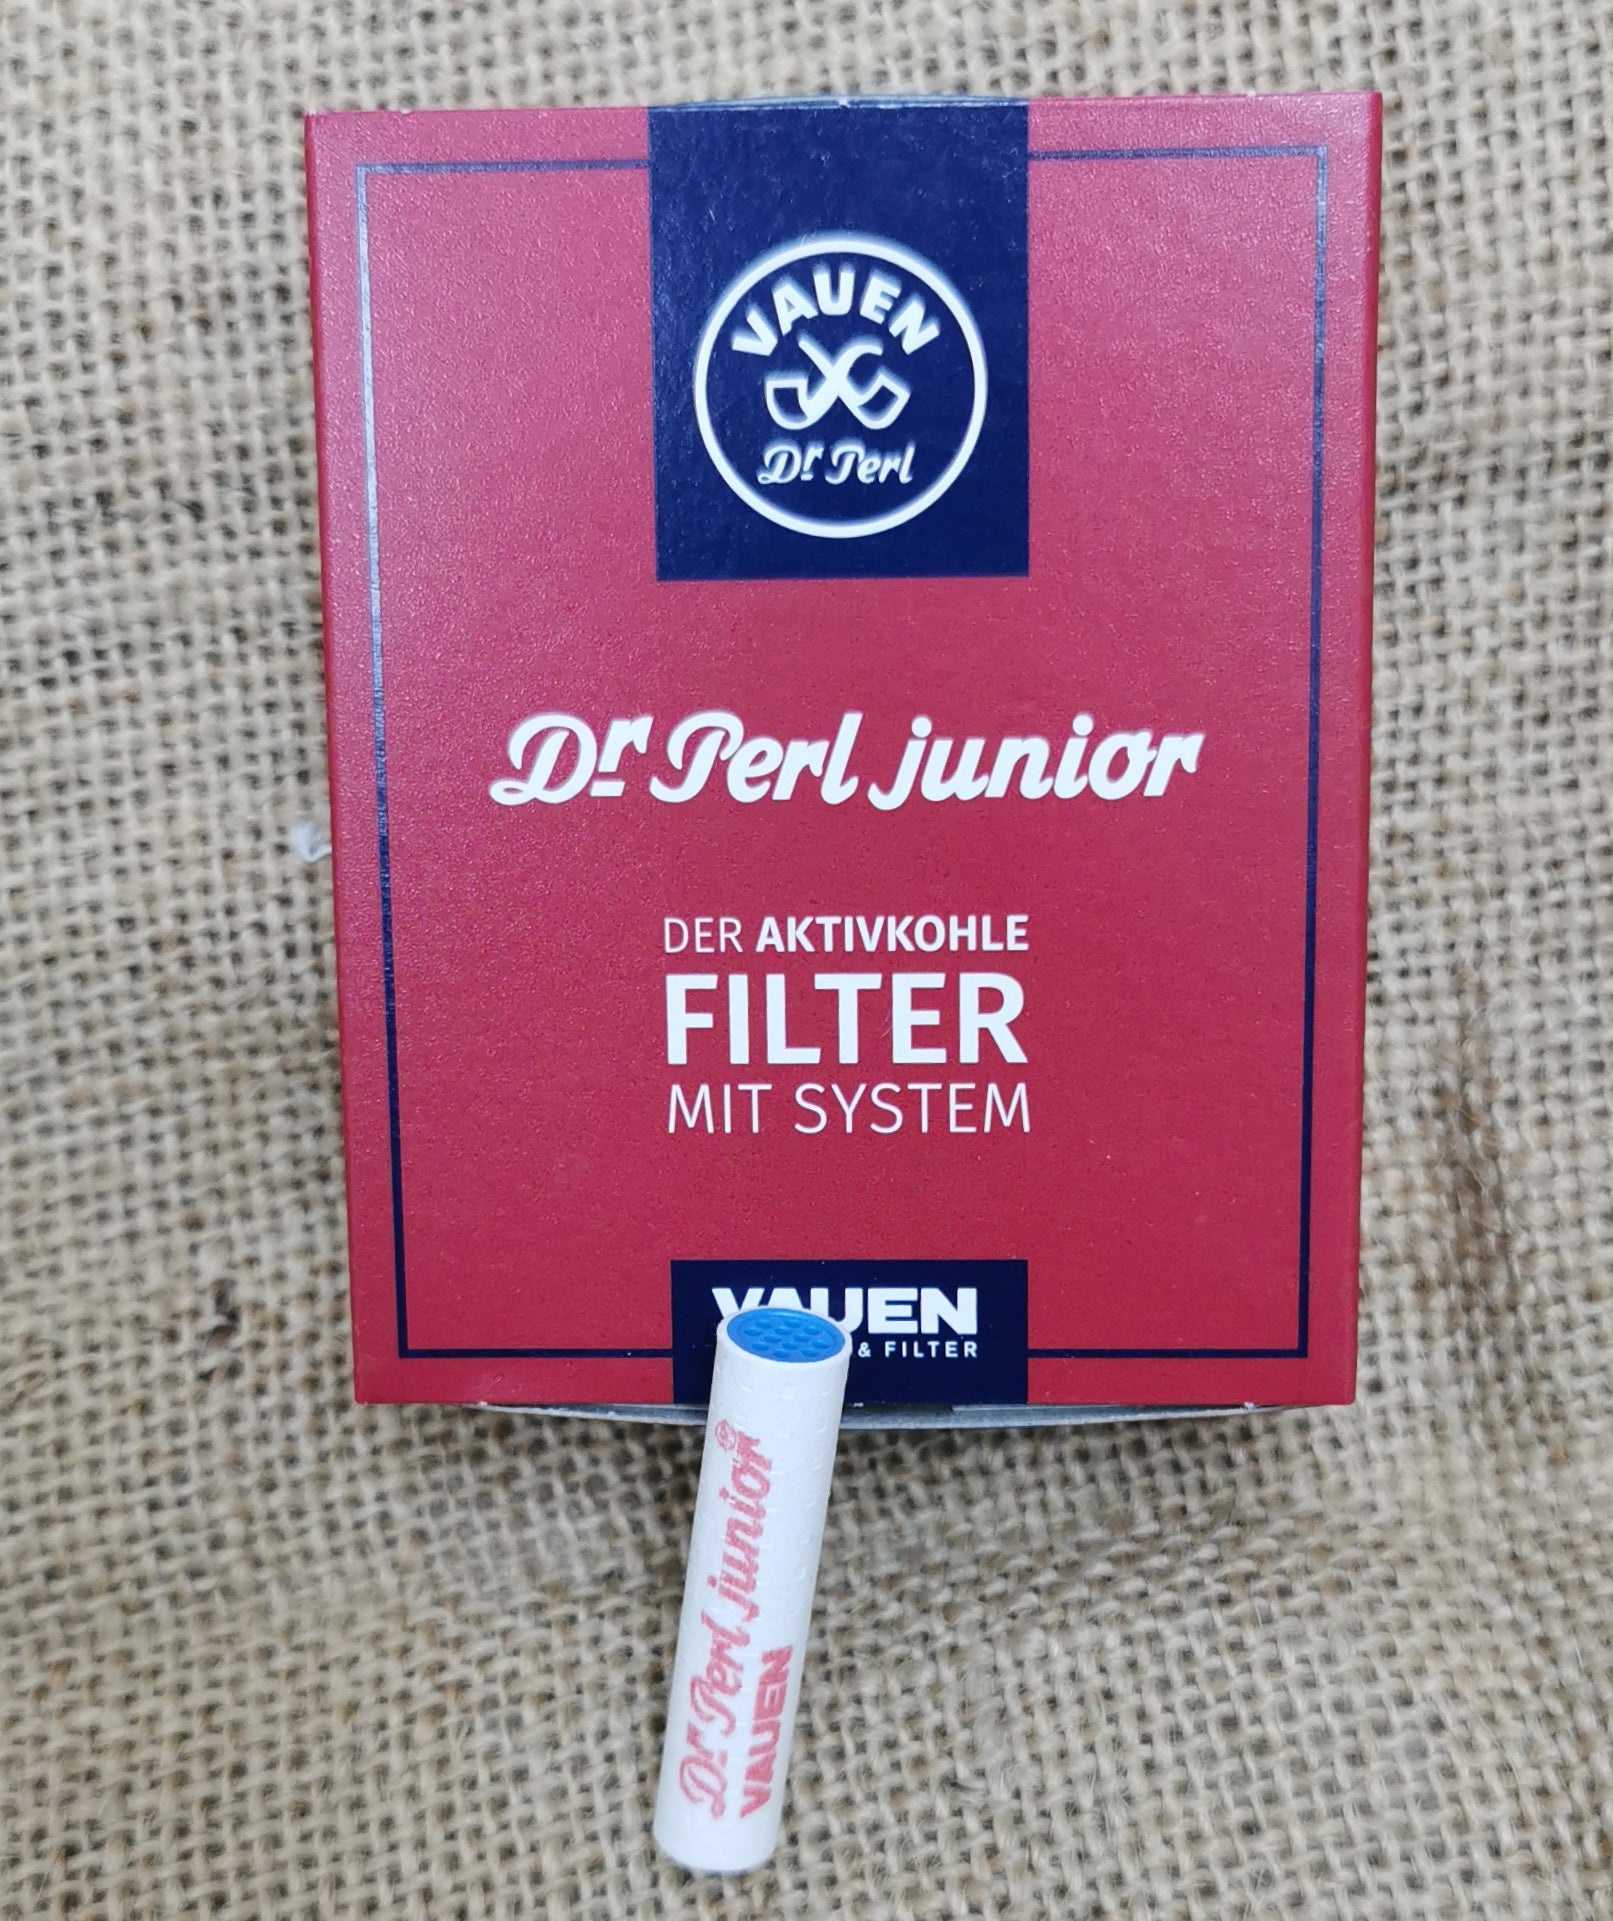 VAUEN
Dr Perl
Dr Perl junior
DER AKTIVKOHLE
FILTER
MIT SYSTEM
VAUEN
& FILTER
Dr Perl junior®
VAUEN